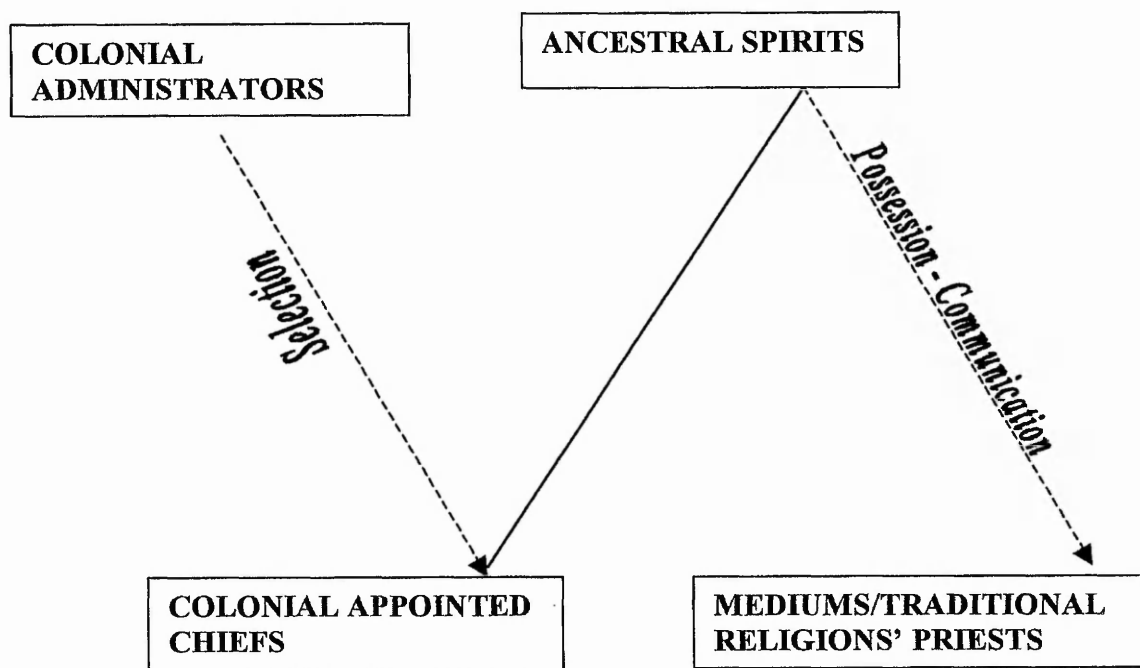 COLONIAL
ADMINISTRATORS
ANCESTRAL SPIRITS
Selection
Possession - Communication
COLONIAL APPOINTED
CHIEFS
MEDIUMS/TRADITIONAL
RELIGIONS’ PRIESTS